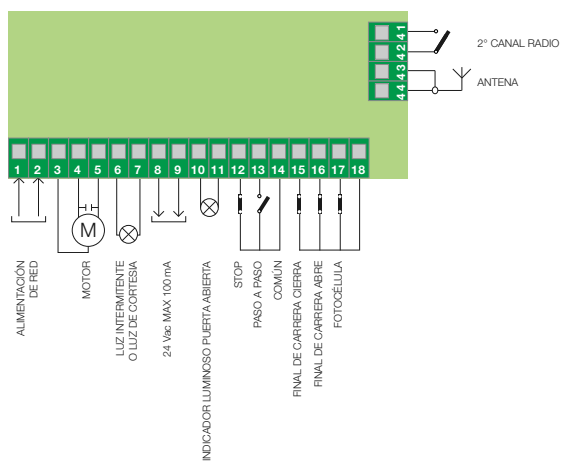 41
42
43
44
2° CANAL RADIO
ANTENA
1 2 3 4 5 6 7 8 9 10 11 12 13 14 15 16 17 18
M
ALIMENTACIÓN
DE RED
MOTOR
LUZ INTERMITENTE
O LUZ DE CORTESIA
24 Vac MAX 100 mA
INDICADOR LUMINOSO PUERTA ABIERTA
STOP
PASO A PASO
COMÚN
FINAL DE CARRERA CIERRA
FINAL DE CARRERA ABRE
FOTOCÉLULA